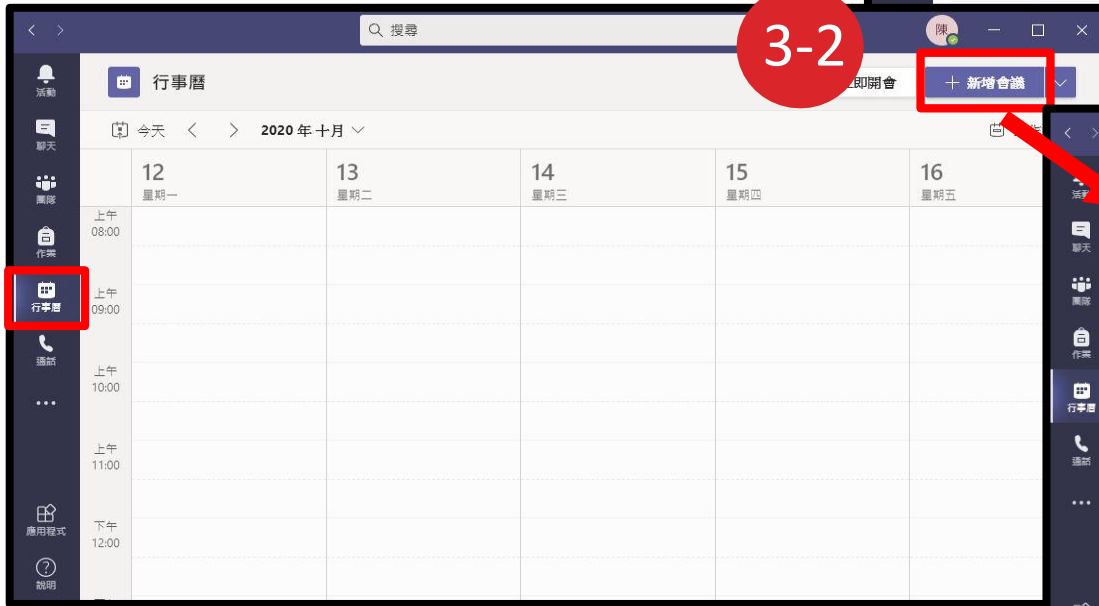 搜尋
陳
3-2
活動
行事曆
即開會
新增會議
聊天
今天
2020 年 十月
團隊
12
13
14
15
16
星期一
星期二
星期三
星期四
星期五
作業
行事曆
通話
應用程式
說明
上午
08:00
上午
09:00
上午
10:00
上午
11:00
下午
12:00
聊天
團隊
作業
行事曆
通話